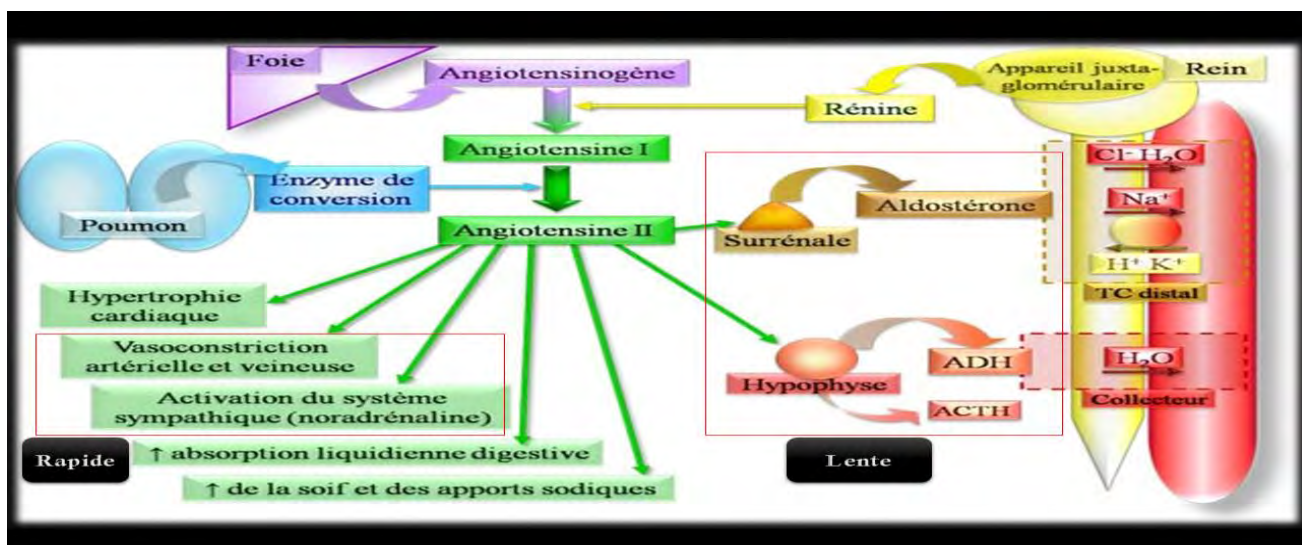 Foie
Angiotensinogène
Appareil juxta-
glomérulaire
Rein
Rénine
Angiotensine I
Enzyme de
conversion
Poumon
Angiotensine II
Surrénale
Aldostérone
Cl⁻ H₂O
Na⁺
H⁺ K⁺
TC distal
Hypertrophie
cardiaque
Vasoconstriction
artérielle et veineuse
Activation du système
sympathique (noradrénaline)
Hypophyse
ADH
ACTH
H₂O
Collecteur
Rapide
↑ absorption liquidienne digestive
Lente
↑ de la soif et des apports sodiques